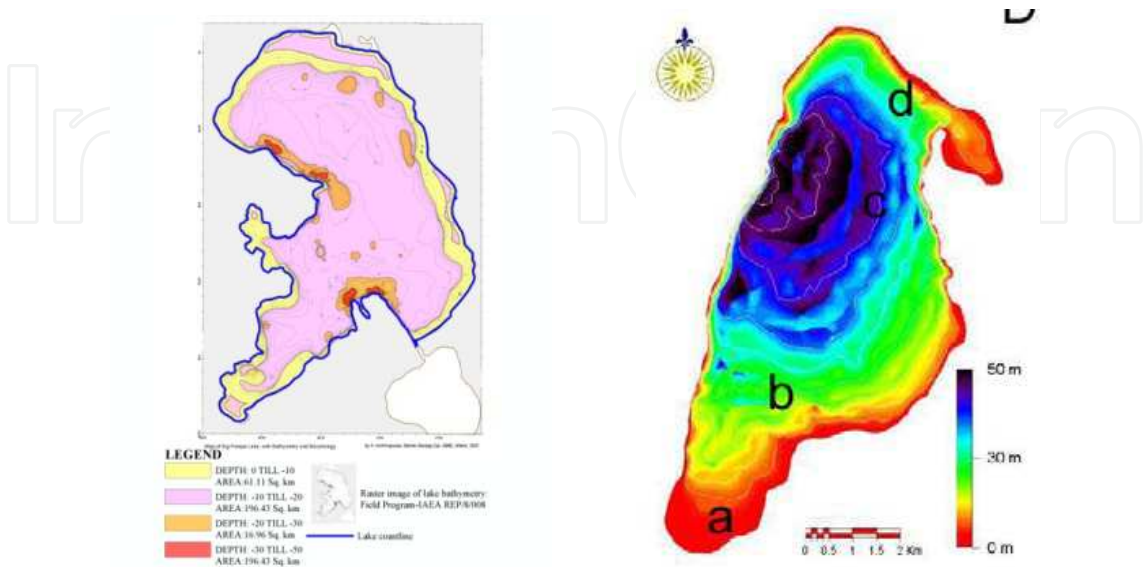 D
d
c
b
a
50 m
30 m
0 m
0 0.5 1 1.5 2 Km
LEGEND
DEPTH: 0 TILL -10
AREA 61.11 Sq. km
DEPTH: -10 TILL -20
AREA 196.43 Sq. km
DEPTH: -20 TILL -30
AREA 16.96 Sq. km
DEPTH: -30 TILL -50
AREA 196.43 Sq. km
Raster image of lake bathymetry
Field Program-IAEA REP/8/008
Lake coastline